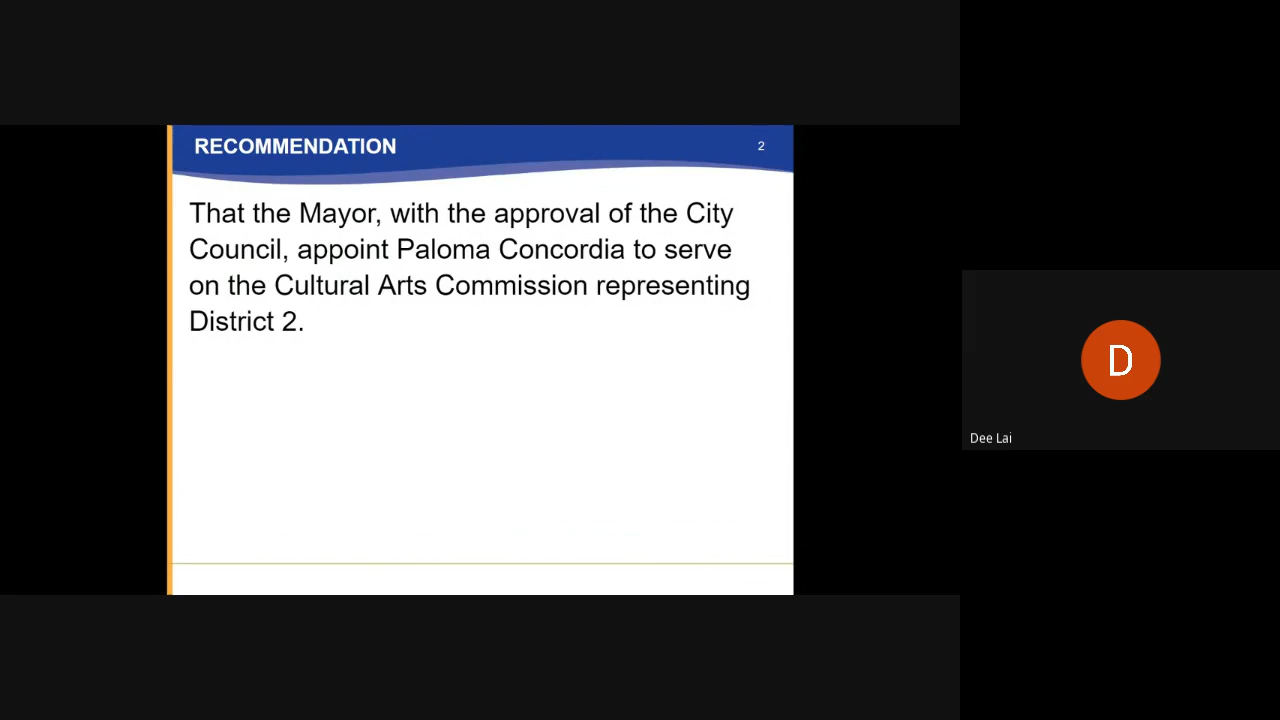 RECOMMENDATION
2
That the Mayor, with the approval of the City
Council, appoint Paloma Concordia to serve
on the Cultural Arts Commission representing
District 2.
D
Dee Lai